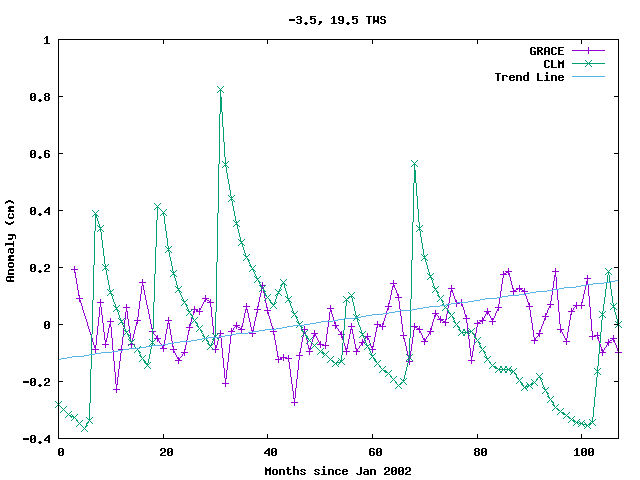 -3.5, 19.5 TWS
GRACE
CLM
Trend Line
Anomaly (cm)
1
0.8
0.6
0.4
0.2
0
-0.2
-0.4
0 20 40 60 80 100
Months since Jan 2002